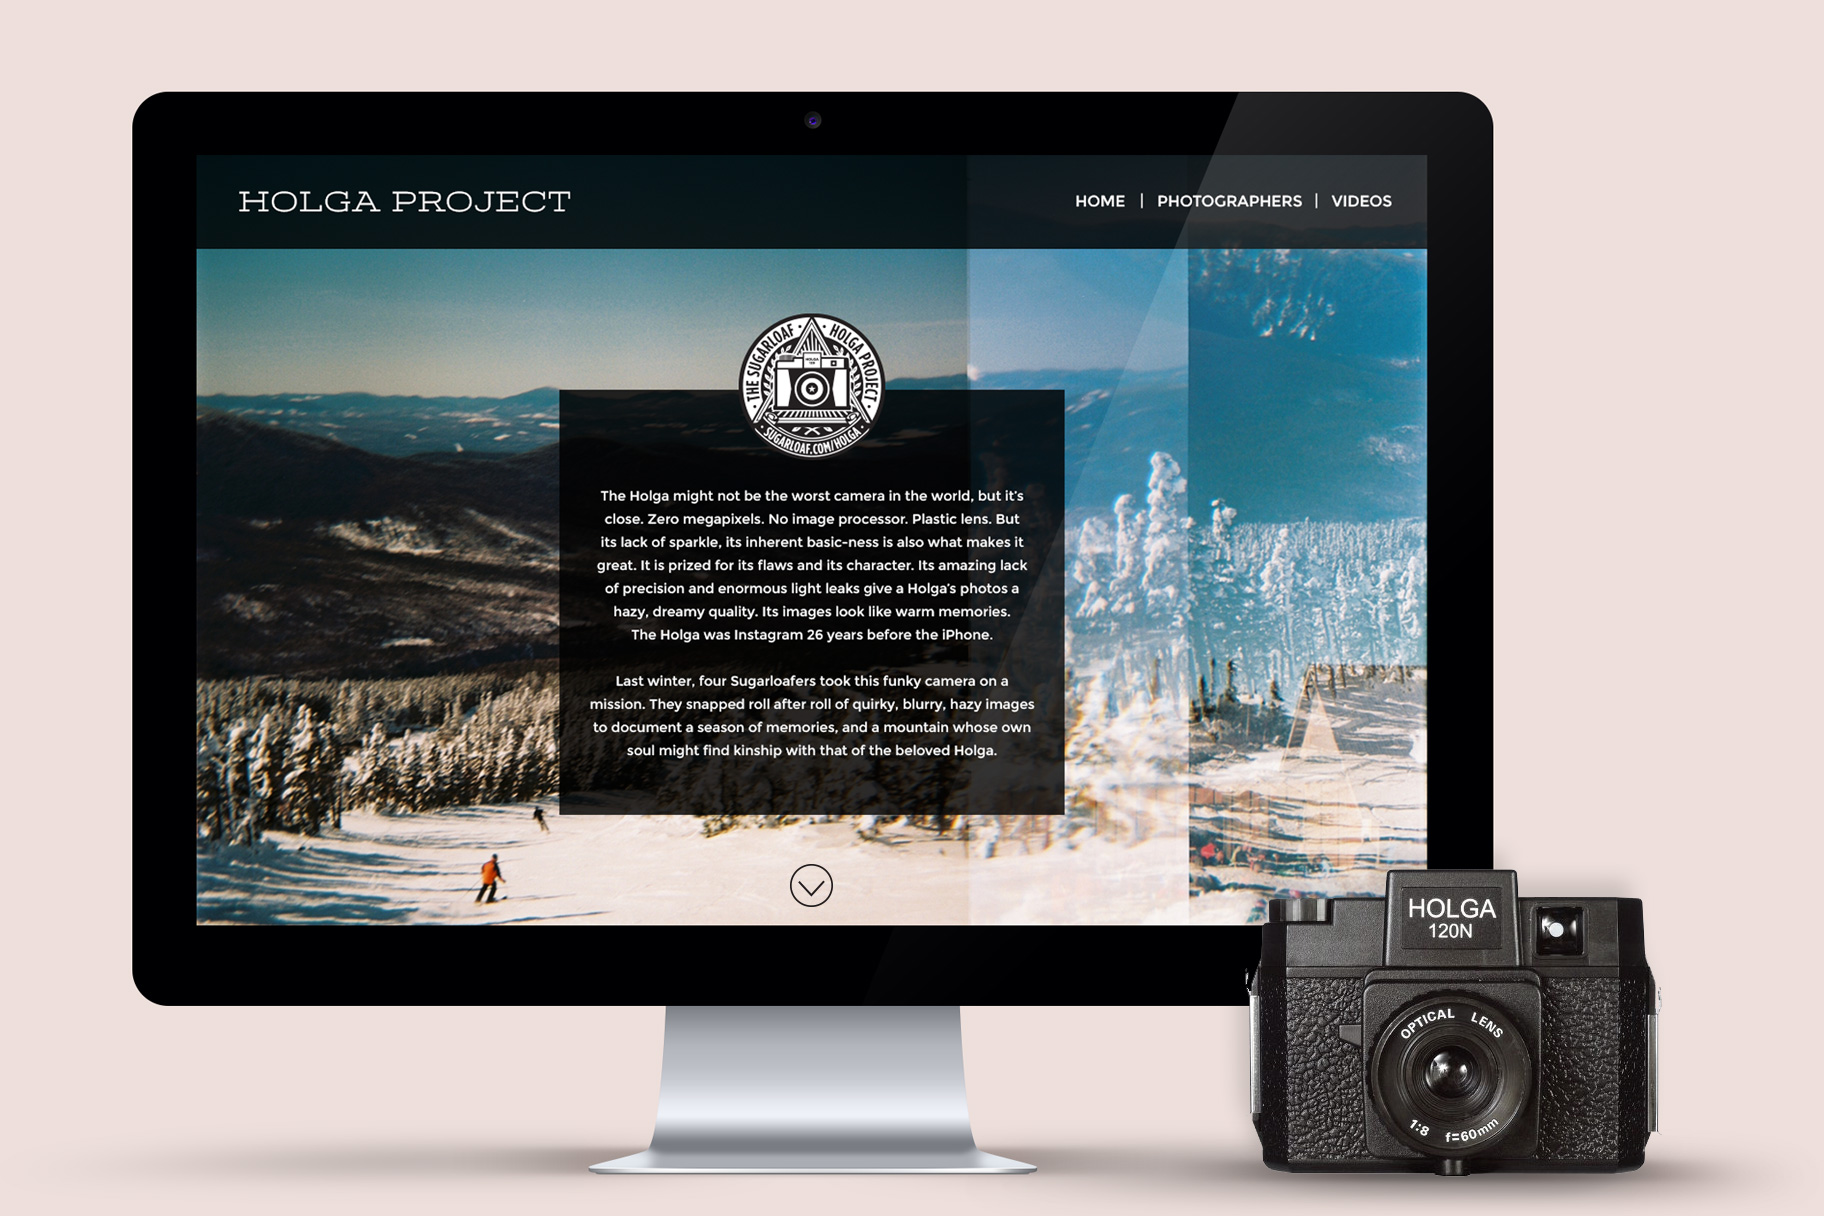 HOLGA PROJECT
HOME | PHOTOGRAPHERS | VIDEOS
THE SUGARLOAF · HOLGA PROJECT
HOLGA
SUGARLOAF.COM/HOLGA
The Holga might not be the worst camera in the world, but it's
close. Zero megapixels. No image processor. Plastic lens. But
its lack of sparkle, its inherent basic-ness is also what makes it
great. It is prized for its flaws and its character. Its amazing lack
of precision and enormous light leaks give a Holga's photos a
hazy, dreamy quality. Its images look like warm memories.
The Holga was Instagram 26 years before the iPhone.
Last winter, four Sugarloafers took this funky camera on a
mission. They snapped roll after roll of quirky, blurry, hazy images
to document a season of memories, and a mountain whose own
soul might find kinship with that of the beloved Holga.
HOLGA
120N
OPTICAL LENS
1:8 f=60mm